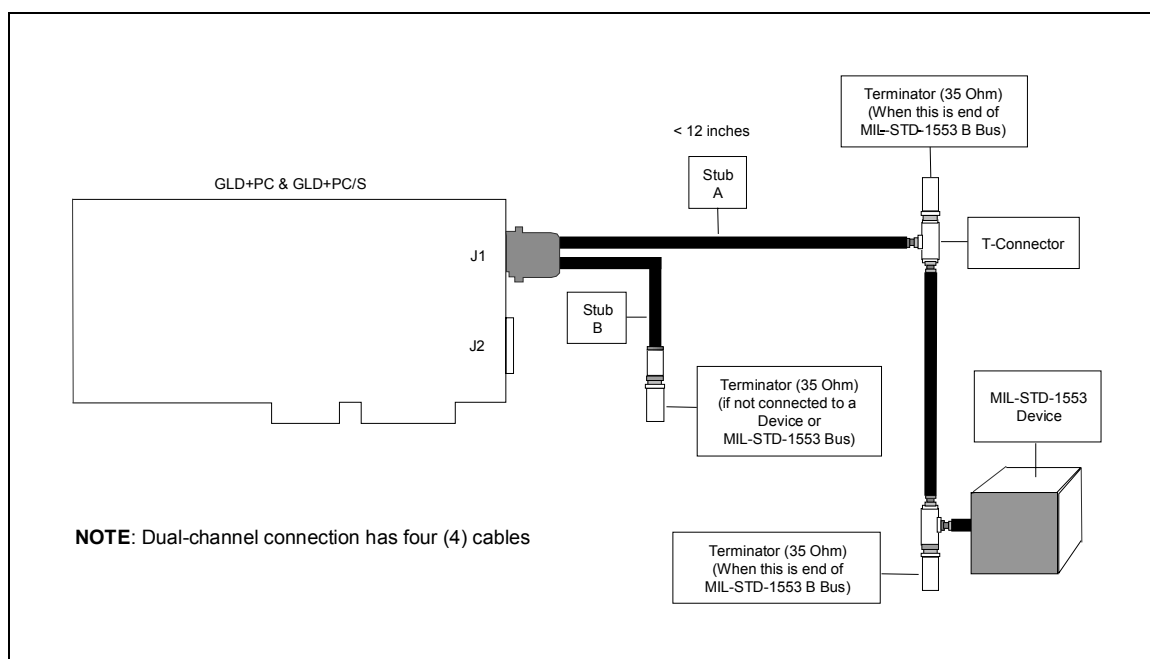 Terminator (35 Ohm)
(When this is end of
MIL-STD-1553 B Bus)
< 12 inches
Stub
A
GLD+PC & GLD+PC/S
T-Connector
J1
Stub
B
J2
Terminator (35 Ohm)
(if not connected to a
Device or
MIL-STD-1553 Bus)
MIL-STD-1553
Device
NOTE: Dual-channel connection has four (4) cables
Terminator (35 Ohm)
(When this is end of
MIL-STD-1553 B Bus)